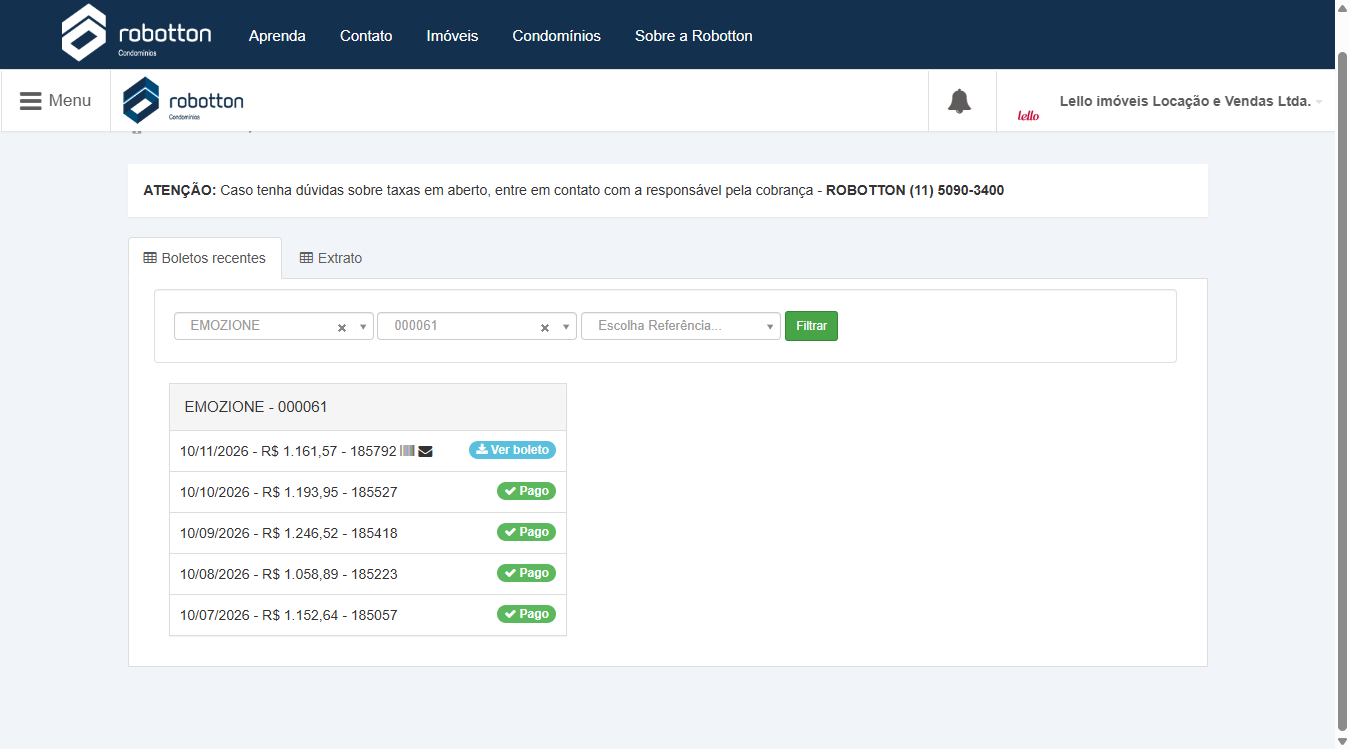 robotton
Condomínios
Aprenda
Contato
Imóveis
Condomínios
Sobre a Robotton
Menu
robotton
Condomínios
lello
Lello imóveis Locação e Vendas Ltda.
ATENÇÃO: Caso tenha dúvidas sobre taxas em aberto, entre em contato com a responsável pela cobrança - ROBOTTON (11) 5090-3400
Boletos recentes
Extrato
EMOZIONE
000061
Escolha Referência...
Filtrar
EMOZIONE - 000061
10/11/2026 - R$ 1.161,57 - 185792 Ver boleto
10/10/2026 - R$ 1.193,95 - 185527 Pago
10/09/2026 - R$ 1.246,52 - 185418 Pago
10/08/2026 - R$ 1.058,89 - 185223 Pago
10/07/2026 - R$ 1.152,64 - 185057 Pago